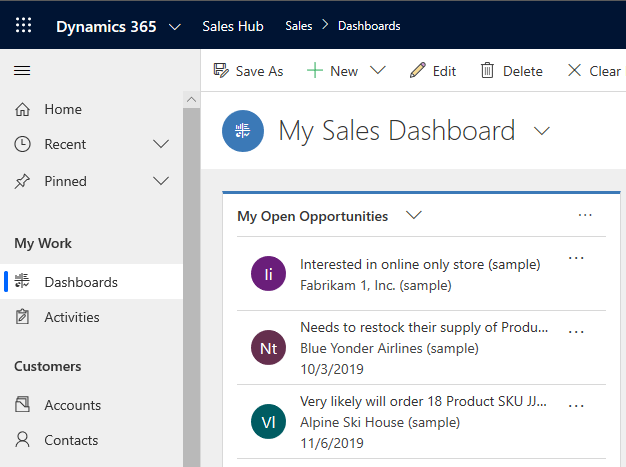 Dynamics 365 Sales Hub Sales > Dashboards
Save As New Edit Delete Clear
Home
Recent
Pinned
My Work
Dashboards
Activities
Customers
Accounts
Contacts
My Sales Dashboard
My Open Opportunities ...
Ii
Interested in online only store (sample) ...
Fabrikam 1, Inc. (sample)
Nt
Needs to restock their supply of Produ... ...
Blue Yonder Airlines (sample)
10/3/2019
Vl
Very likely will order 18 Product SKU JJ... ...
Alpine Ski House (sample)
11/6/2019